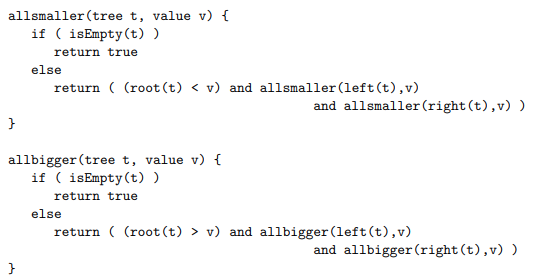 allsmaller(tree t, value v) {
if ( isEmpty(t) )
return true
else
return ( (root(t) < v) and allsmaller(left(t),v)
and allsmaller(right(t),v) )
}
allbigger(tree t, value v) {
if ( isEmpty(t) )
return true
else
return ( (root(t) > v) and allbigger(left(t),v)
and allbigger(right(t),v) )
}